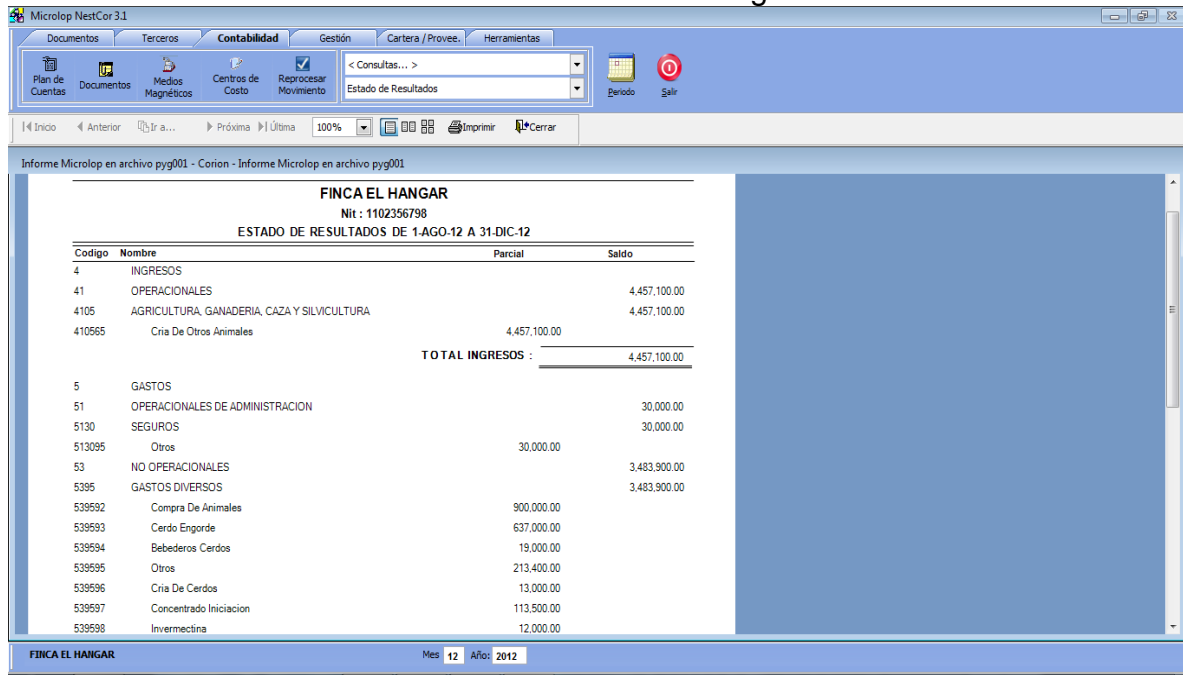 Microlop NestCor 3.1
Documentos Terceros Contabilidad Gestión Cartera / Provee. Herramientas
Plan de Cuentas Documentos Medios Magnéticos Centros de Costo Reprocesar Movimiento
< Consultas... >
Estado de Resultados
Periodo Salir
Inicio Anterior Ir a... Próxima Última 100% Imprimir Cerrar
Informe Microlop en archivo pyg001 - Corion - Informe Microlop en archivo pyg001
FINCA EL HANGAR
Nit : 1102356798
ESTADO DE RESULTADOS DE 1-AGO-12 A 31-DIC-12
Codigo Nombre Parcial Saldo
4 INGRESOS
41 OPERACIONALES 4,457,100.00
4105 AGRICULTURA, GANADERIA, CAZA Y SILVICULTURA 4,457,100.00
410565 Cria De Otros Animales 4,457,100.00
TOTAL INGRESOS : 4,457,100.00
5 GASTOS
51 OPERACIONALES DE ADMINISTRACION 30,000.00
5130 SEGUROS 30,000.00
513095 Otros 30,000.00
53 NO OPERACIONALES 3,483,900.00
5395 GASTOS DIVERSOS 3,483,900.00
539592 Compra De Animales 900,000.00
539593 Cerdo Engorde 637,000.00
539594 Bebederos Cerdos 19,000.00
539595 Otros 213,400.00
539596 Cria De Cerdos 13,000.00
539597 Concentrado Iniciacion 113,500.00
539598 Invermectina 12,000.00
FINCA EL HANGAR Mes 12 Año: 2012